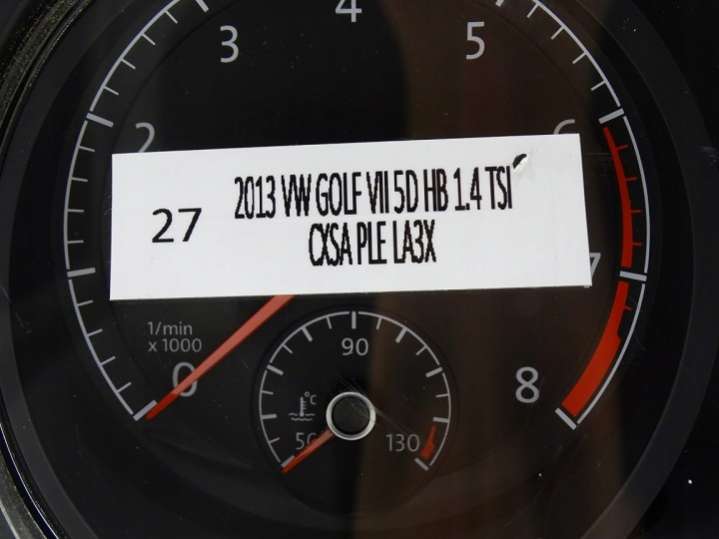 4
3
5
2
6
27
2013 VW GOLF VII 5D HB 1.4 TSI
CXSA PLE LA3X
7
1/min
x 1000
0
8
90
°C
50
130